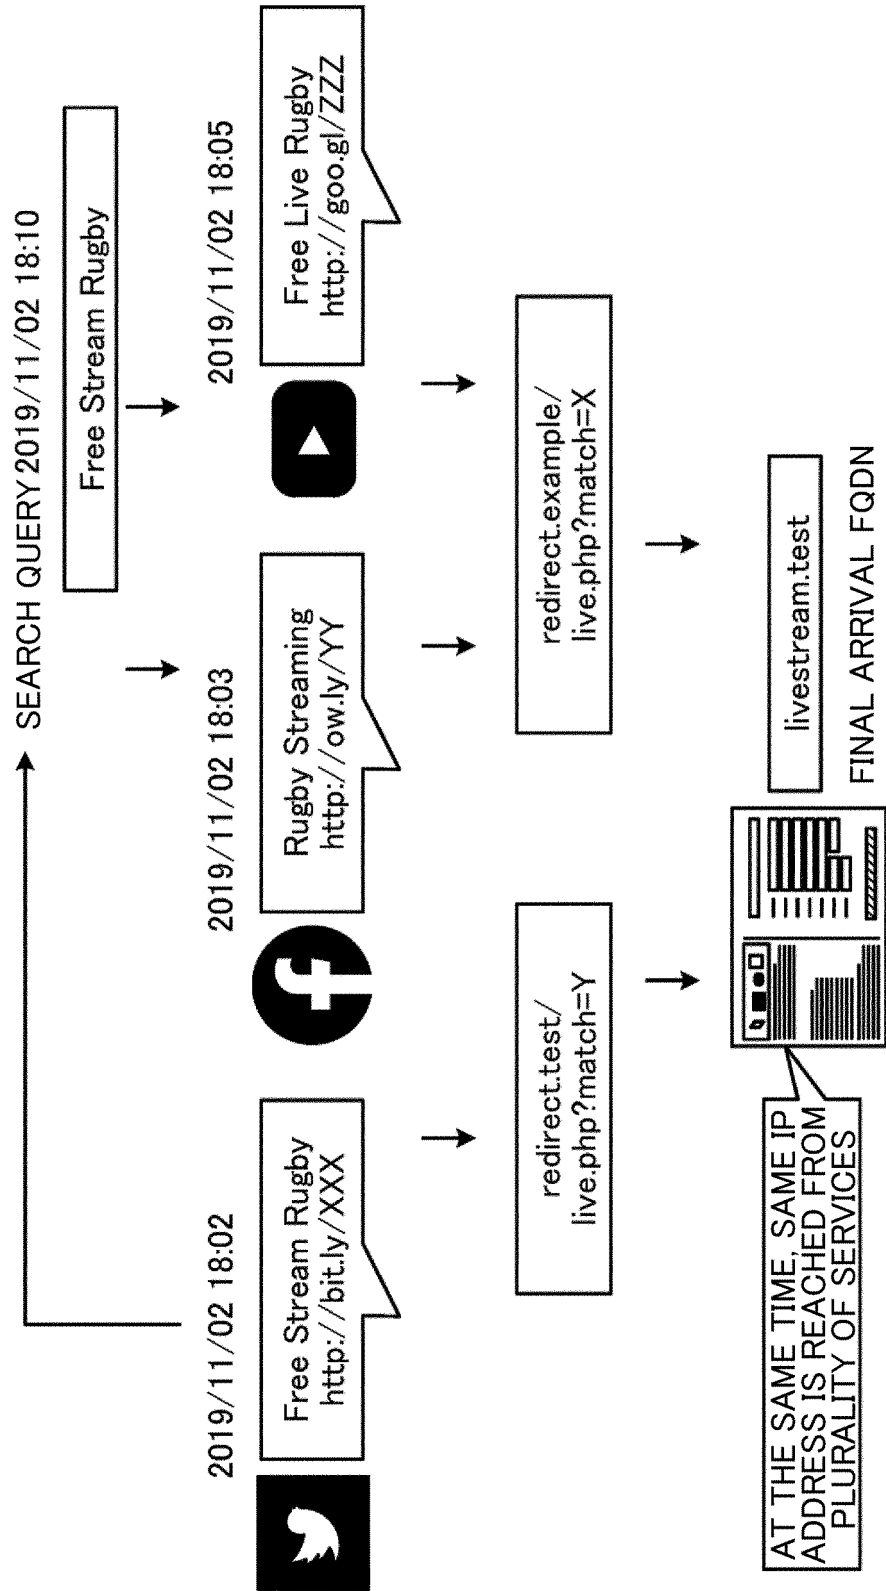 SEARCH QUERY 2019/11/02 18:10
Free Stream Rugby
2019/11/02 18:02
Free Stream Rugby
http://bit.ly/XXX
2019/11/02 18:03
Rugby Streaming
http://ow.ly/YY
2019/11/02 18:05
Free Live Rugby
http://goo.gl/ZZZ
redirect.test/
live.php?match=Y
redirect.example/
live.php?match=X
AT THE SAME TIME, SAME IP
ADDRESS IS REACHED FROM
PLURALITY OF SERVICES
livestream.test
FINAL ARRIVAL FQDN